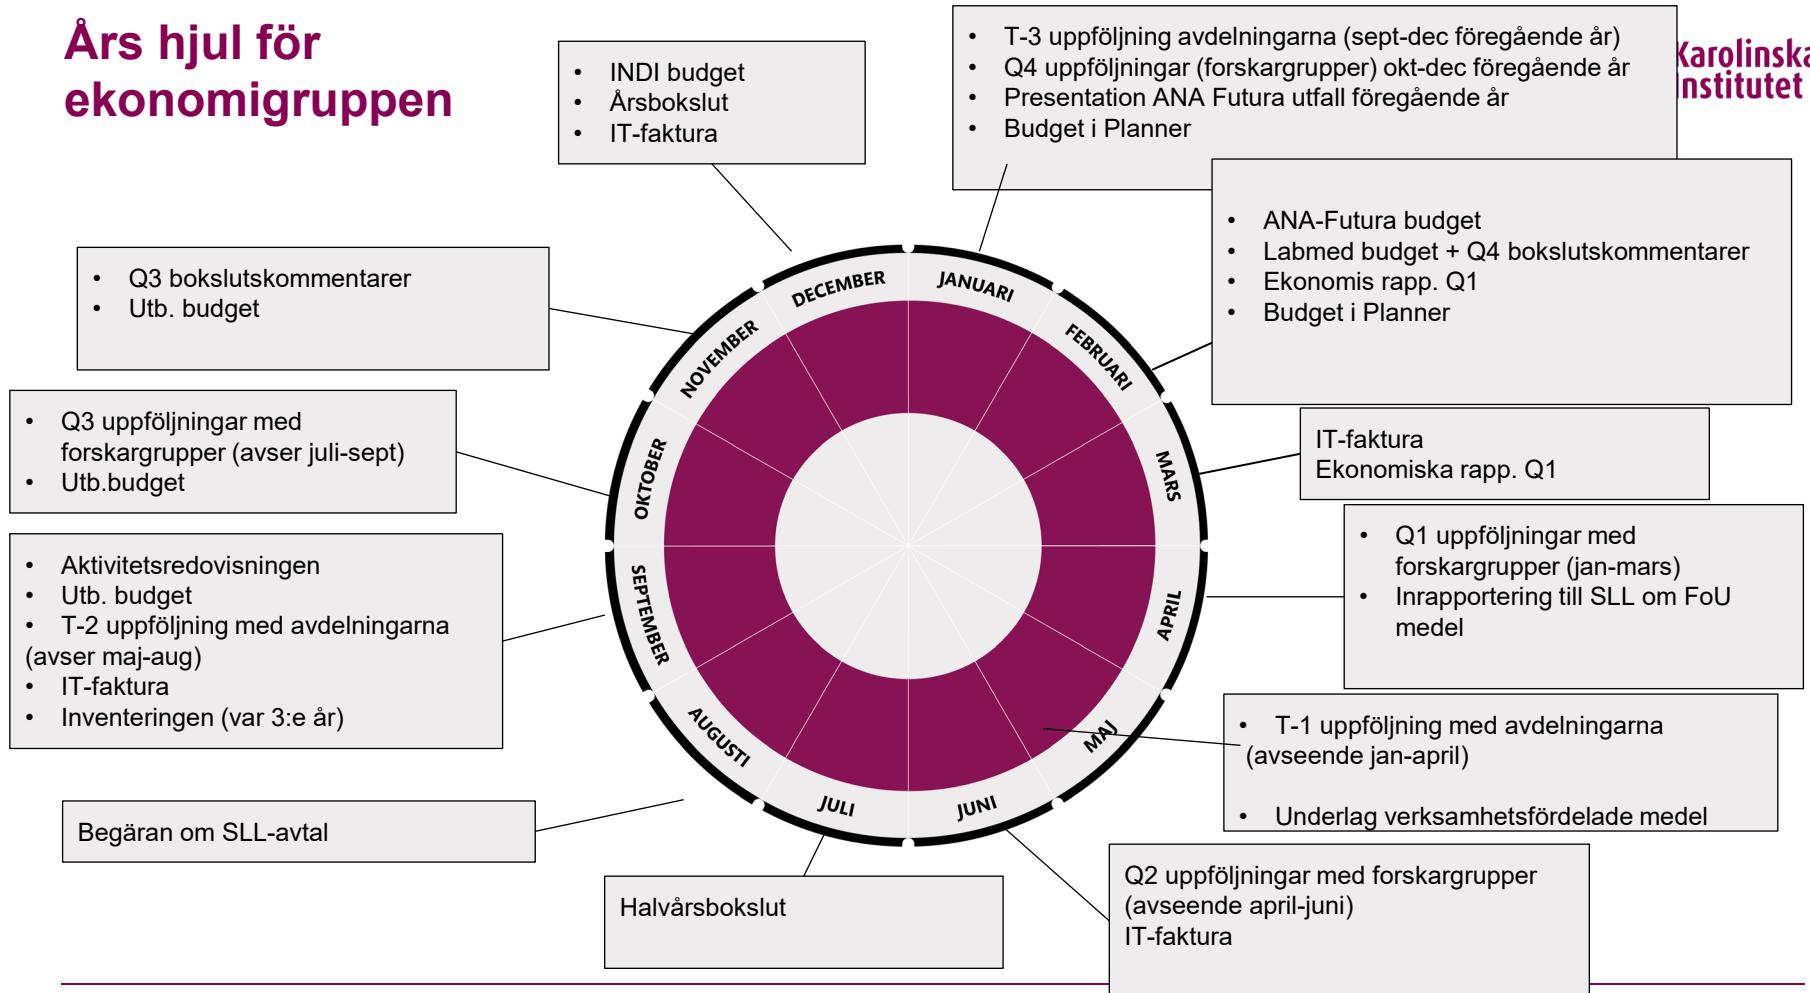 Års hjul för
ekonomigruppen
• INDI budget
• Årsbokslut
• IT-faktura
• T-3 uppföljning avdelningarna (sept-dec föregående år)
• Q4 uppföljningar (forskargrupper) okt-dec föregående år
• Presentation ANA Futura utfall föregående år
• Budget i Planner
Karolinska
Institutet
• ANA-Futura budget
• Labmed budget + Q4 bokslutskommentarer
• Ekonomis rapp. Q1
• Budget i Planner
IT-faktura
Ekonomiska rapp. Q1
• Q1 uppföljningar med
forskargrupper (jan-mars)
• Inrapportering till SLL om FoU
medel
• T-1 uppföljning med avdelningarna
(avseende jan-april)
• Underlag verksamhetsfördelade medel
Q2 uppföljningar med forskargrupper
(avseende april-juni)
IT-faktura
Halvårsbokslut
Begäran om SLL-avtal
• Aktivitetsredovisningen
• Utb. budget
• T-2 uppföljning med avdelningarna
(avser maj-aug)
• IT-faktura
• Inventeringen (var 3:e år)
• Q3 uppföljningar med
forskargrupper (avser juli-sept)
• Utb.budget
• Q3 bokslutskommentarer
• Utb. budget
JANUARI
FEBRUARI
MARS
APRIL
MAJ
JUNI
JULI
AUGUSTI
SEPTEMBER
OKTOBER
NOVEMBER
DECEMBER